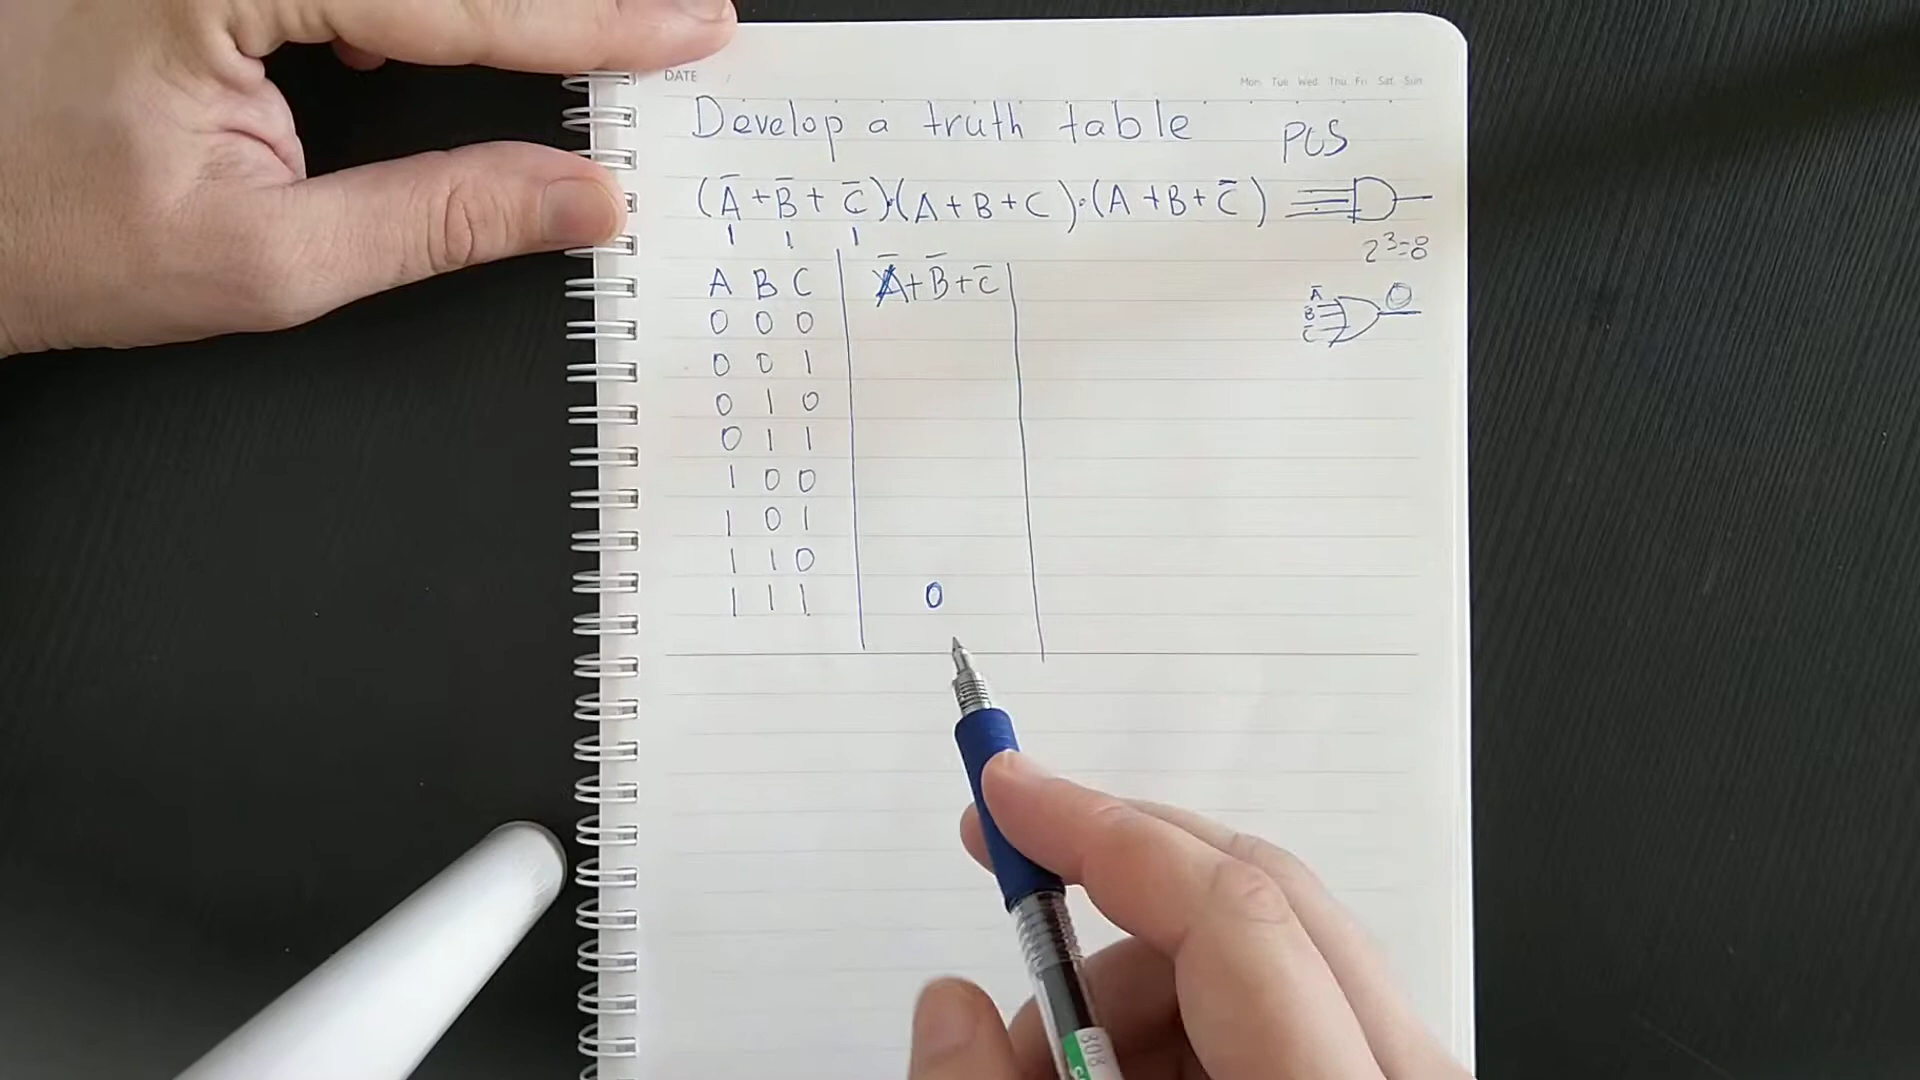 DATE
Mon Tue Wed Thu Fri Sat Sun
Develop a truth table POS
(A̅ + B̅ + C̅)·(A + B + C)·(A + B + C̅)
1 1 1
2³=8
A B C A̅+B̅+C̅
A̅
B̅ 0
C̅
0 0 0
0 0 1
0 1 0
0 1 1
1 0 0
1 0 1
1 1 0
1 1 1 0
308